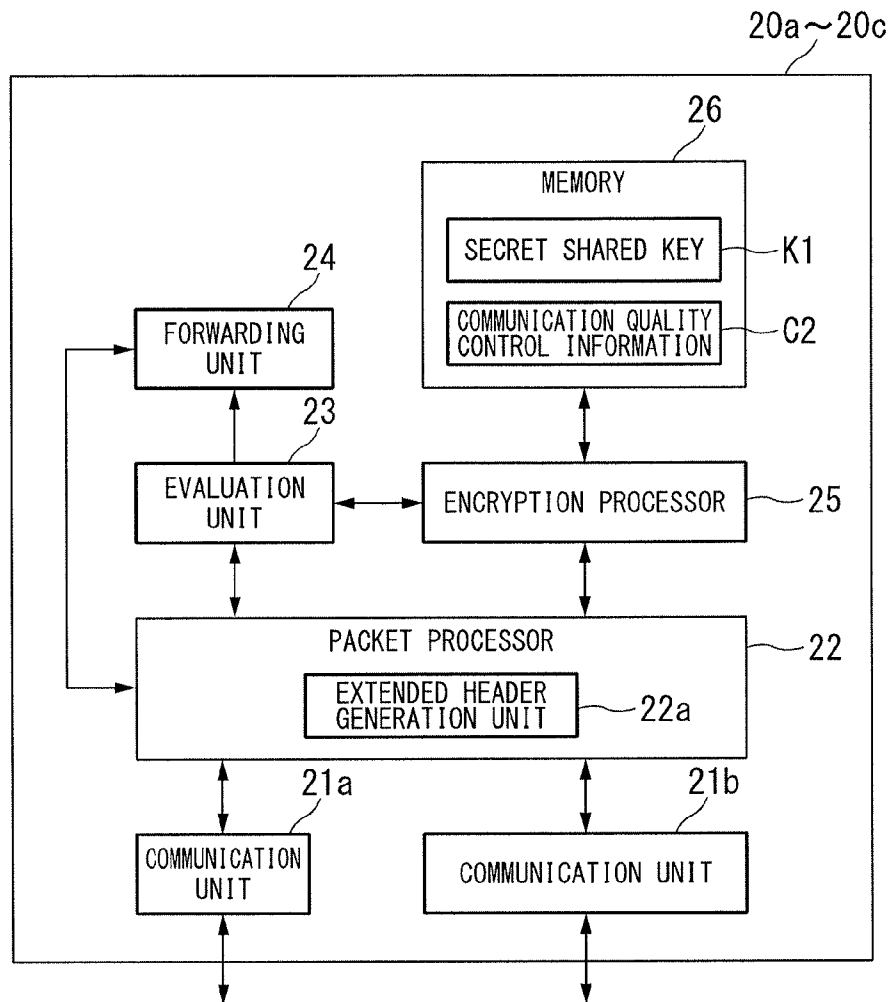 20a～20c
26
MEMORY
SECRET SHARED KEY
K1
24
COMMUNICATION QUALITY
CONTROL INFORMATION
C2
FORWARDING
UNIT
23
EVALUATION
UNIT
ENCRYPTION PROCESSOR
25
PACKET PROCESSOR
22
EXTENDED HEADER
GENERATION UNIT
22a
21a
21b
COMMUNICATION
UNIT
COMMUNICATION UNIT